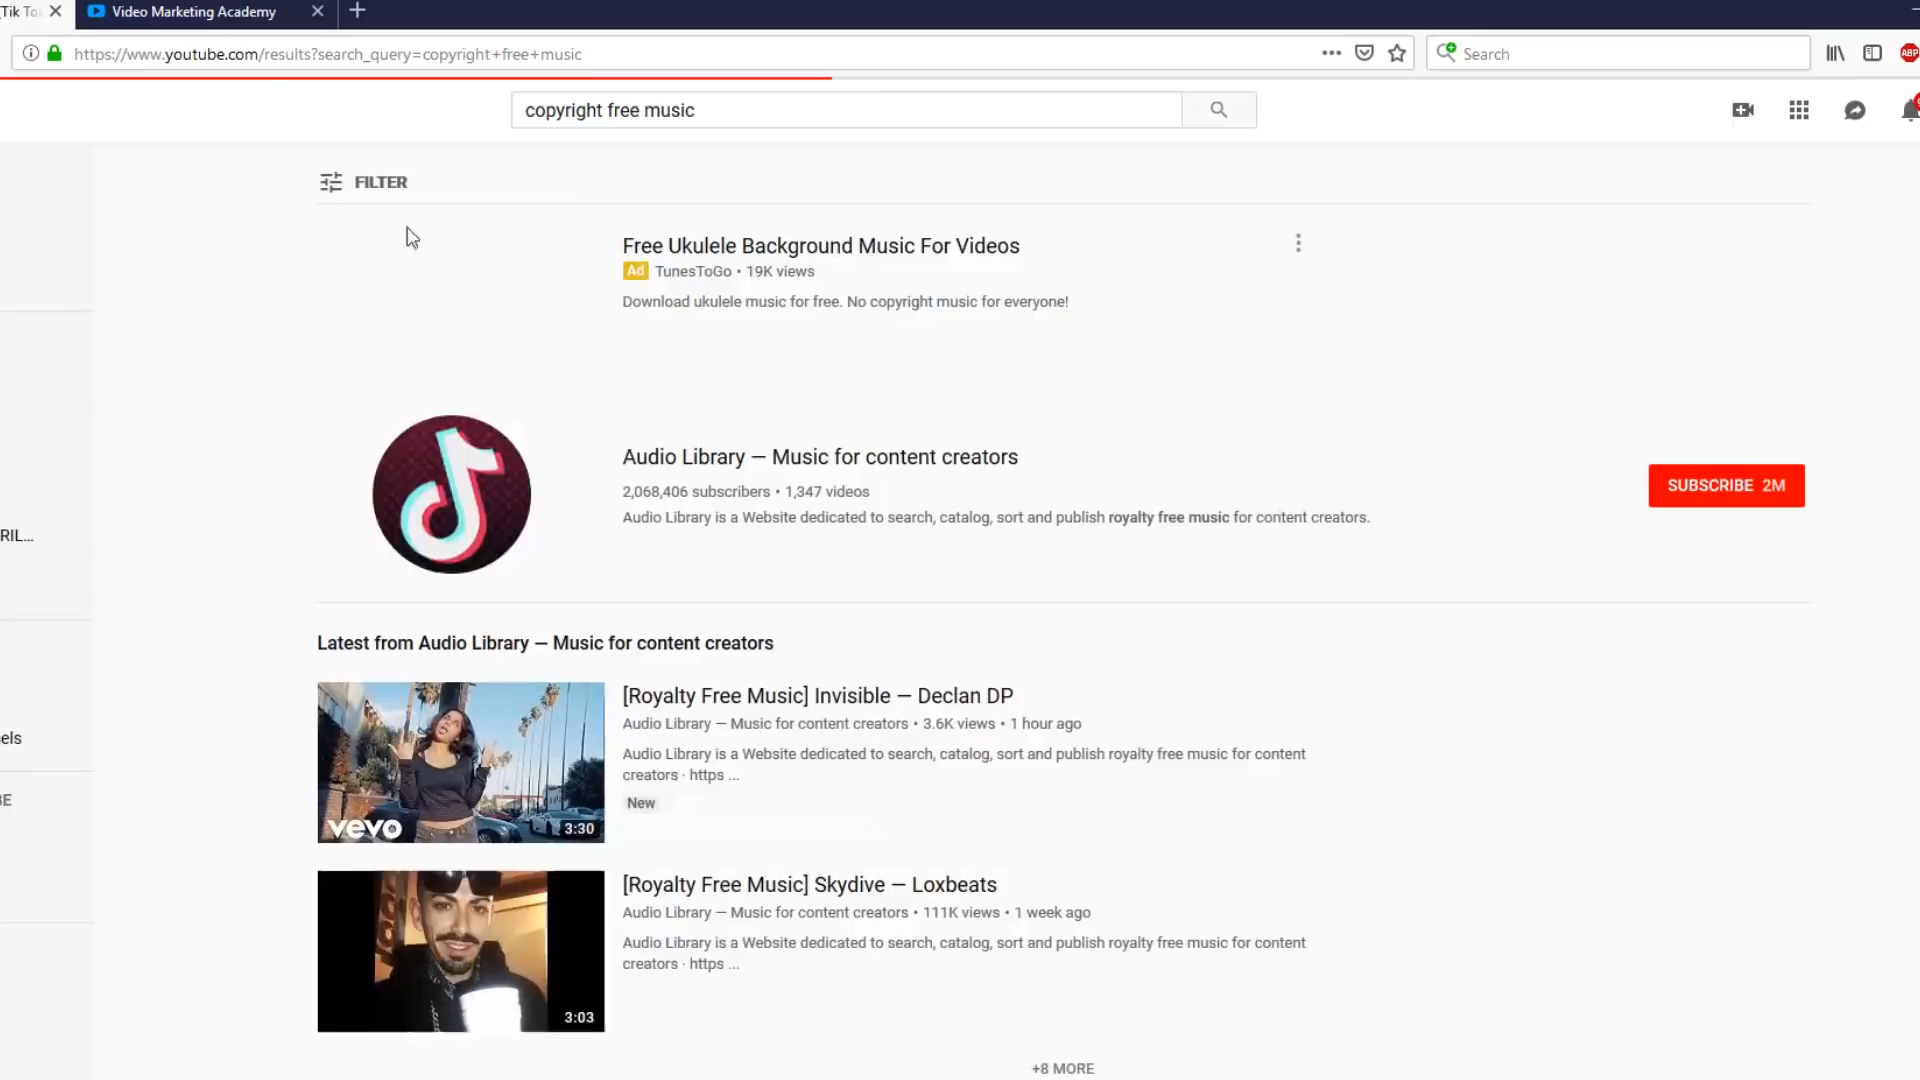 Tik To
Video Marketing Academy
https://www.youtube.com/results?search_query=copyright+free+music
Search
ABP
copyright free music
FILTER
Free Ukulele Background Music For Videos
Ad TunesToGo • 19K views
Download ukulele music for free. No copyright music for everyone!
Audio Library — Music for content creators
2,068,406 subscribers • 1,347 videos
Audio Library is a Website dedicated to search, catalog, sort and publish royalty free music for content creators.
SUBSCRIBE 2M
RIL...
Latest from Audio Library — Music for content creators
[Royalty Free Music] Invisible — Declan DP
Audio Library — Music for content creators • 3.6K views • 1 hour ago
Audio Library is a Website dedicated to search, catalog, sort and publish royalty free music for content
creators · https ...
New
vevo
3:30
els
BE
[Royalty Free Music] Skydive — Loxbeats
Audio Library — Music for content creators • 111K views • 1 week ago
Audio Library is a Website dedicated to search, catalog, sort and publish royalty free music for content
creators · https ...
3:03
+8 MORE